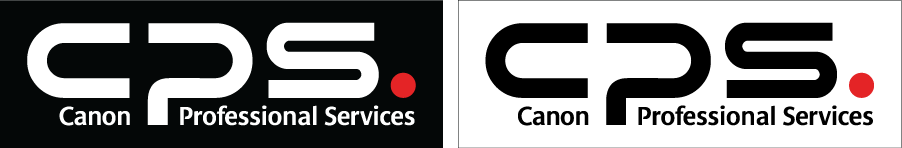 CPS.
Canon Professional Services
CPS.
Canon Professional Services